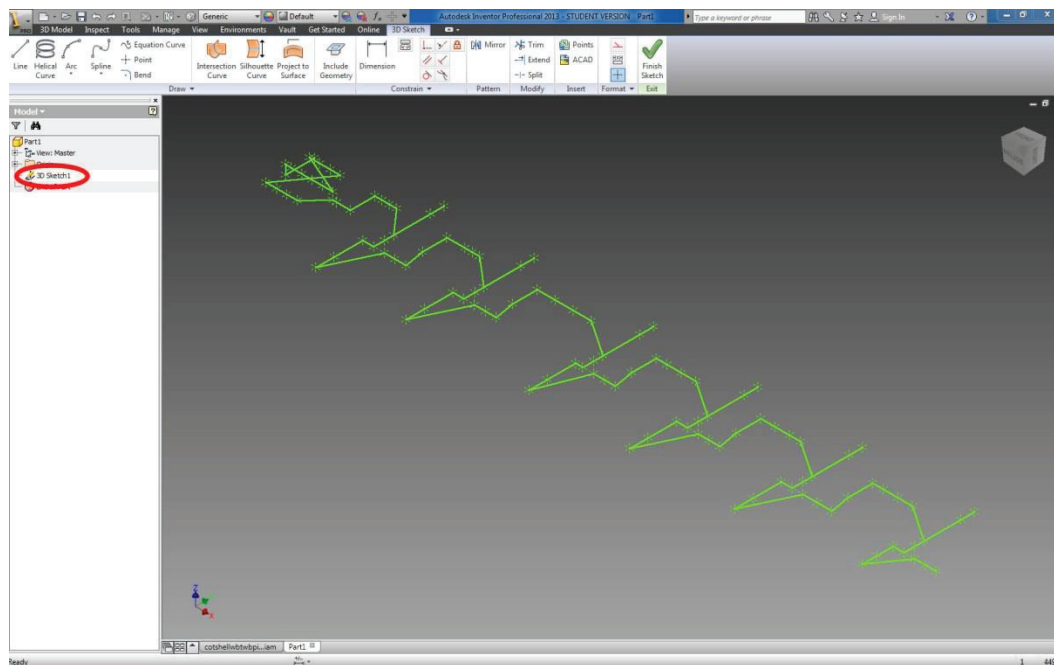 Generic
Default
Autodesk Inventor Professional 2013 - STUDENT VERSION Part1
Type a keyword or phrase
Sign In
PRO
3D Model Inspect Tools Manage View Environments Vault Get Started Online 3D Sketch
Line
Helical Curve
Arc
Spline
Equation Curve
Point
Bend
Intersection Curve
Silhouette Curve
Project to Surface
Include Geometry
Dimension
Mirror
Trim
Extend
Split
Points
ACAD
Finish Sketch
Draw
Constrain
Pattern
Modify
Insert
Format
Exit
Model
Part1
View: Master
3D Sketch1
Z
X
cotshellwbtwbpi...iam
Part1
Ready
1 449